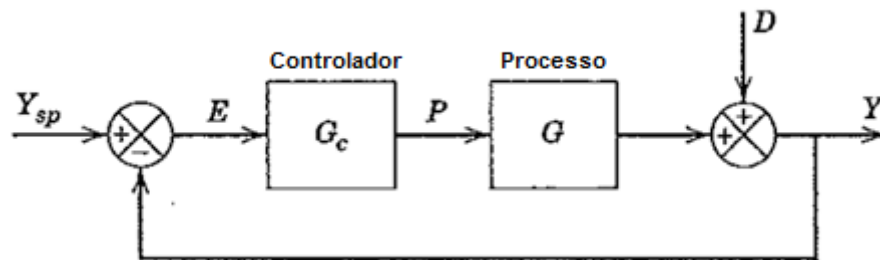 D
Controlador Processo
Y_sp E G_c P G Y
+ - + +